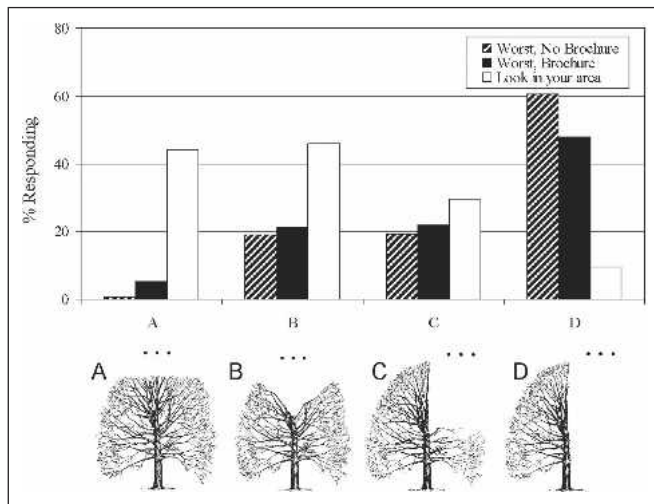 80
60
40
20
0
% Responding
Worst, No Brochure
Worst, Brochure
Look in your area
A
B
C
D
A
B
C
D